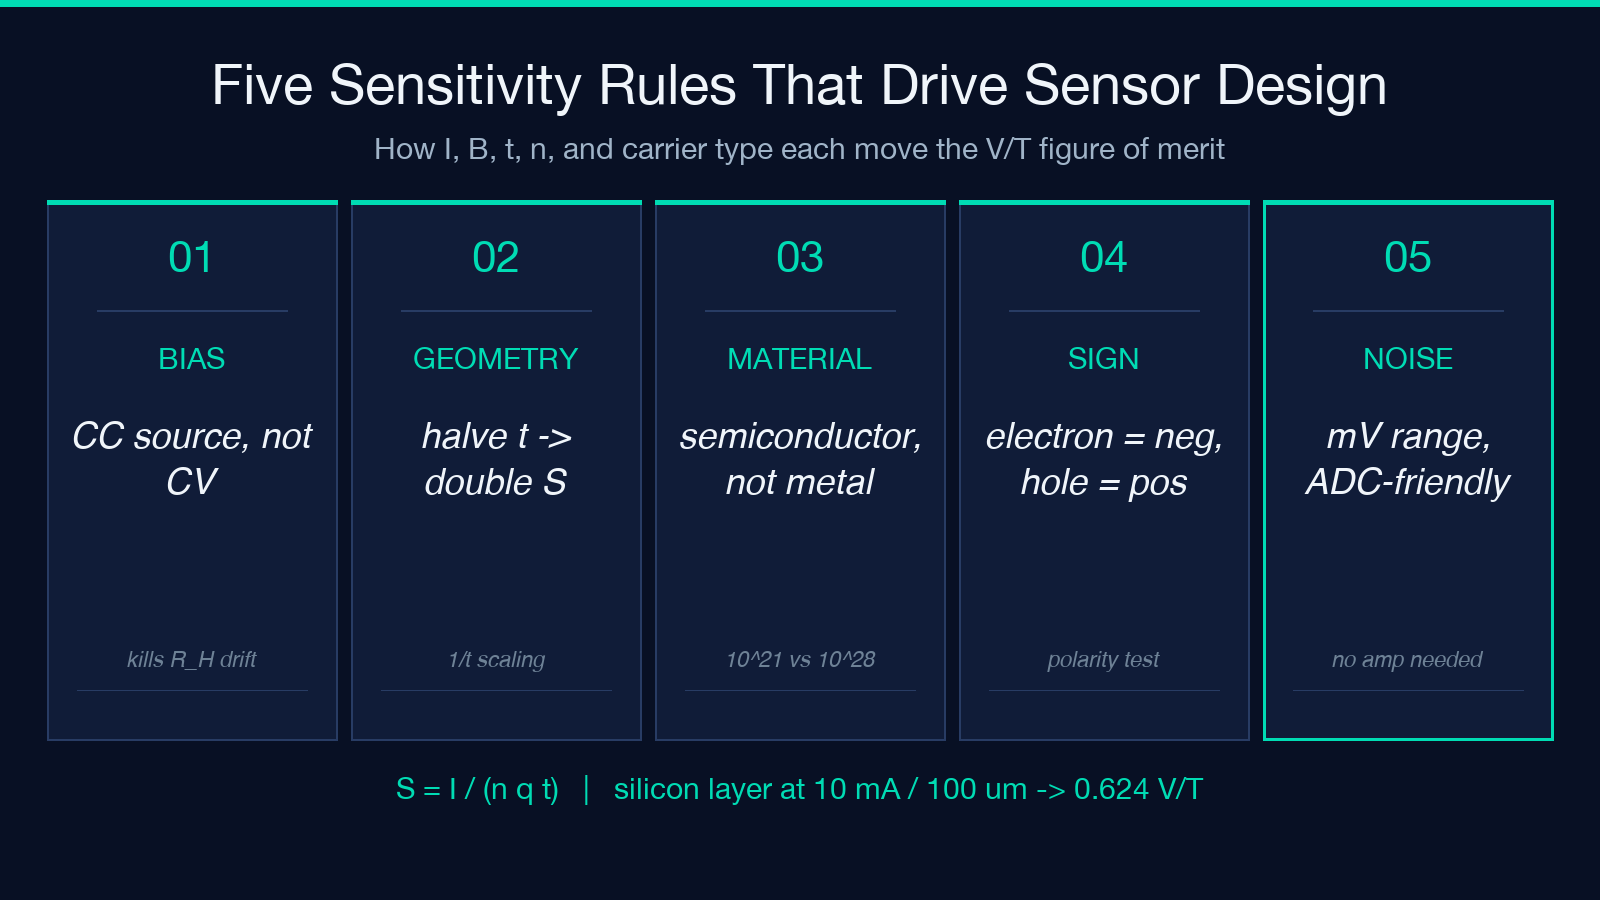 Five Sensitivity Rules That Drive Sensor Design
How I, B, t, n, and carrier type each move the V/T figure of merit
01
BIAS
CC source, not
CV
kills R_H drift
02
GEOMETRY
halve t ->
double S
1/t scaling
03
MATERIAL
semiconductor,
not metal
10^21 vs 10^28
04
SIGN
electron = neg,
hole = pos
polarity test
05
NOISE
mV range,
ADC-friendly
no amp needed
S = I / (n q t) | silicon layer at 10 mA / 100 um -> 0.624 V/T